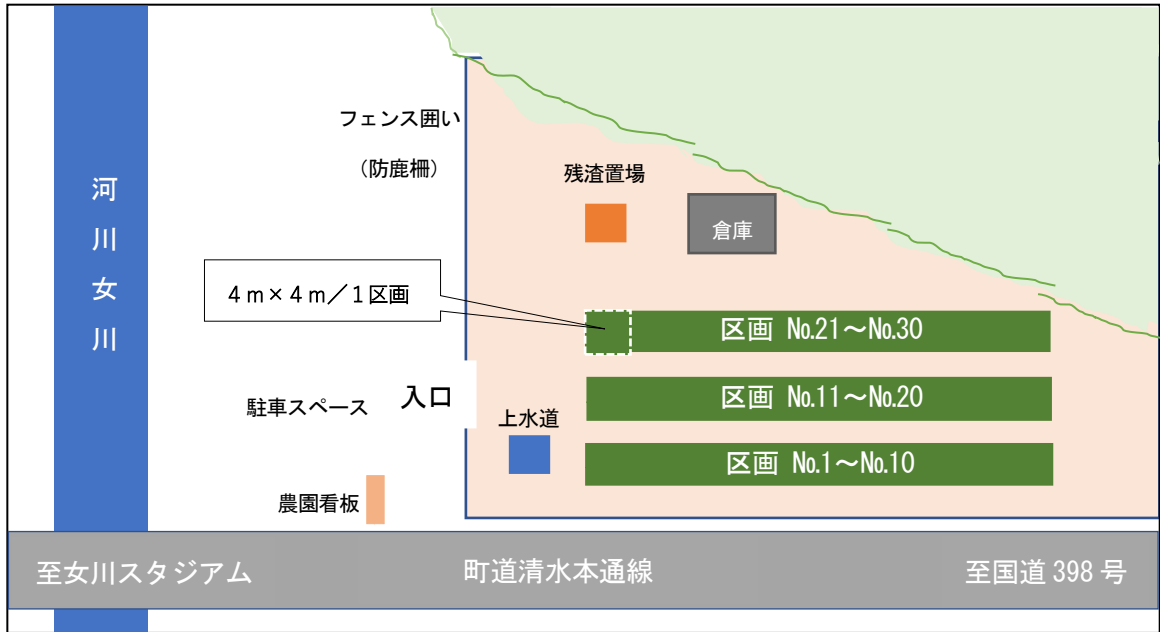 フェンス囲い
(防鹿柵)
残渣置場
倉庫
河川女川
4m×4m/1区画
区画 №21~№30
区画 №11~№20
入口
駐車スペース
上水道
区画 №1~№10
農園看板
至女川スタジアム
町道清水本通線
至国道398号